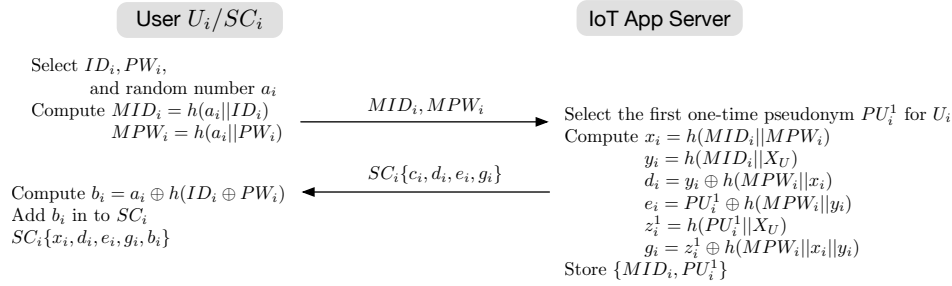 User U_i/SC_i
IoT App Server
Select ID_i, PW_i,
and random number a_i
Compute MID_i = h(a_i||ID_i)
MPW_i = h(a_i||PW_i)
MID_i, MPW_i
Select the first one-time pseudonym PU_i^1 for U_i
Compute x_i = h(MID_i||MPW_i)
y_i = h(MID_i||X_U)
d_i = y_i ⊕ h(MPW_i||x_i)
e_i = PU_i^1 ⊕ h(MPW_i||y_i)
z_i^1 = h(PU_i^1||X_U)
g_i = z_i^1 ⊕ h(MPW_i||x_i||y_i)
Store {MID_i, PU_i^1}
SC_i{c_i, d_i, e_i, g_i}
Compute b_i = a_i ⊕ h(ID_i ⊕ PW_i)
Add b_i in to SC_i
SC_i{x_i, d_i, e_i, g_i, b_i}